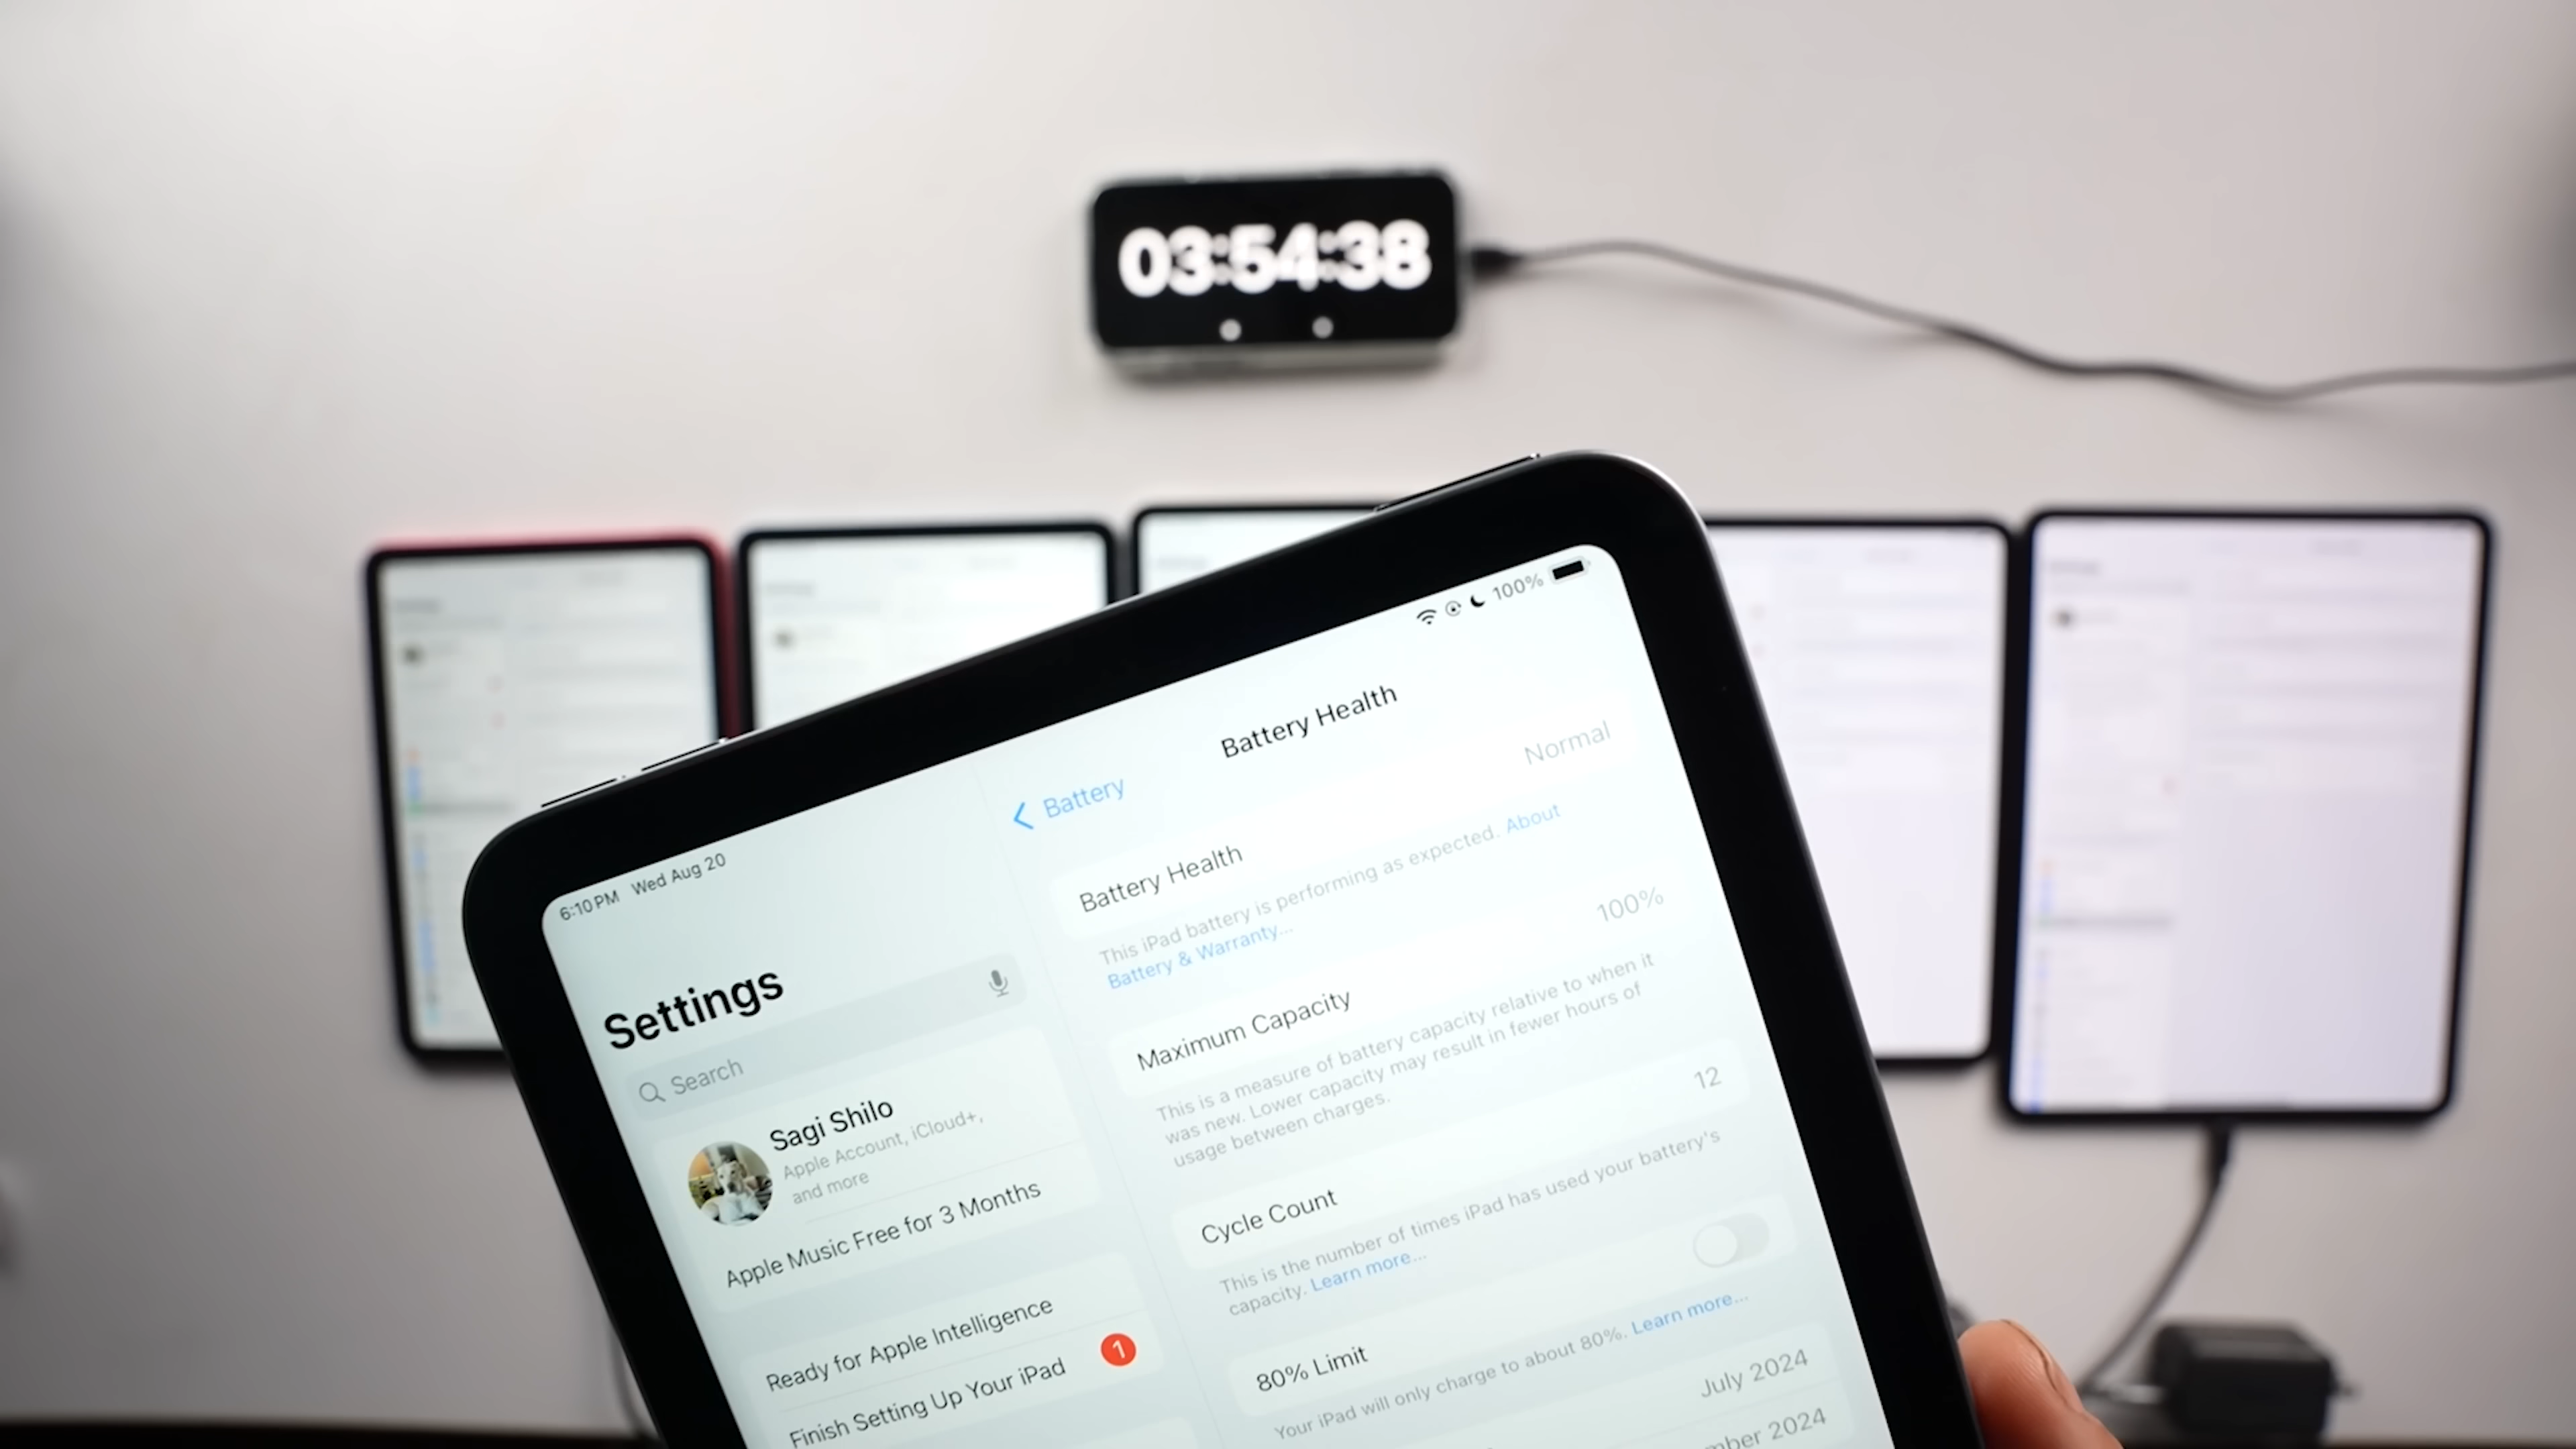 03:54:38
6:10 PM Wed Aug 20
100%
Settings
Search
Sagi Shilo
Apple Account, iCloud+,
and more
Apple Music Free for 3 Months
Ready for Apple Intelligence
Finish Setting Up Your iPad
1
Battery
Battery Health
Battery Health
Normal
This iPad battery is performing as expected. About
Battery & Warranty...
Maximum Capacity
100%
This is a measure of battery capacity relative to when it
was new. Lower capacity may result in fewer hours of
usage between charges.
Cycle Count
12
This is the number of times iPad has used your battery's
capacity. Learn more...
80% Limit
Your iPad will only charge to about 80%. Learn more...
July 2024
2024